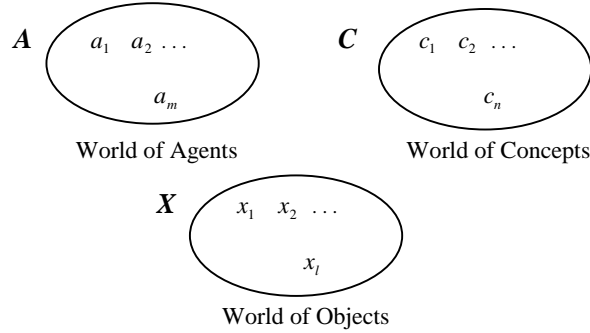 A a₁ a₂ ... C c₁ c₂ ...
aₘ cₙ
World of Agents World of Concepts
X x₁ x₂ ...
xₗ
World of Objects